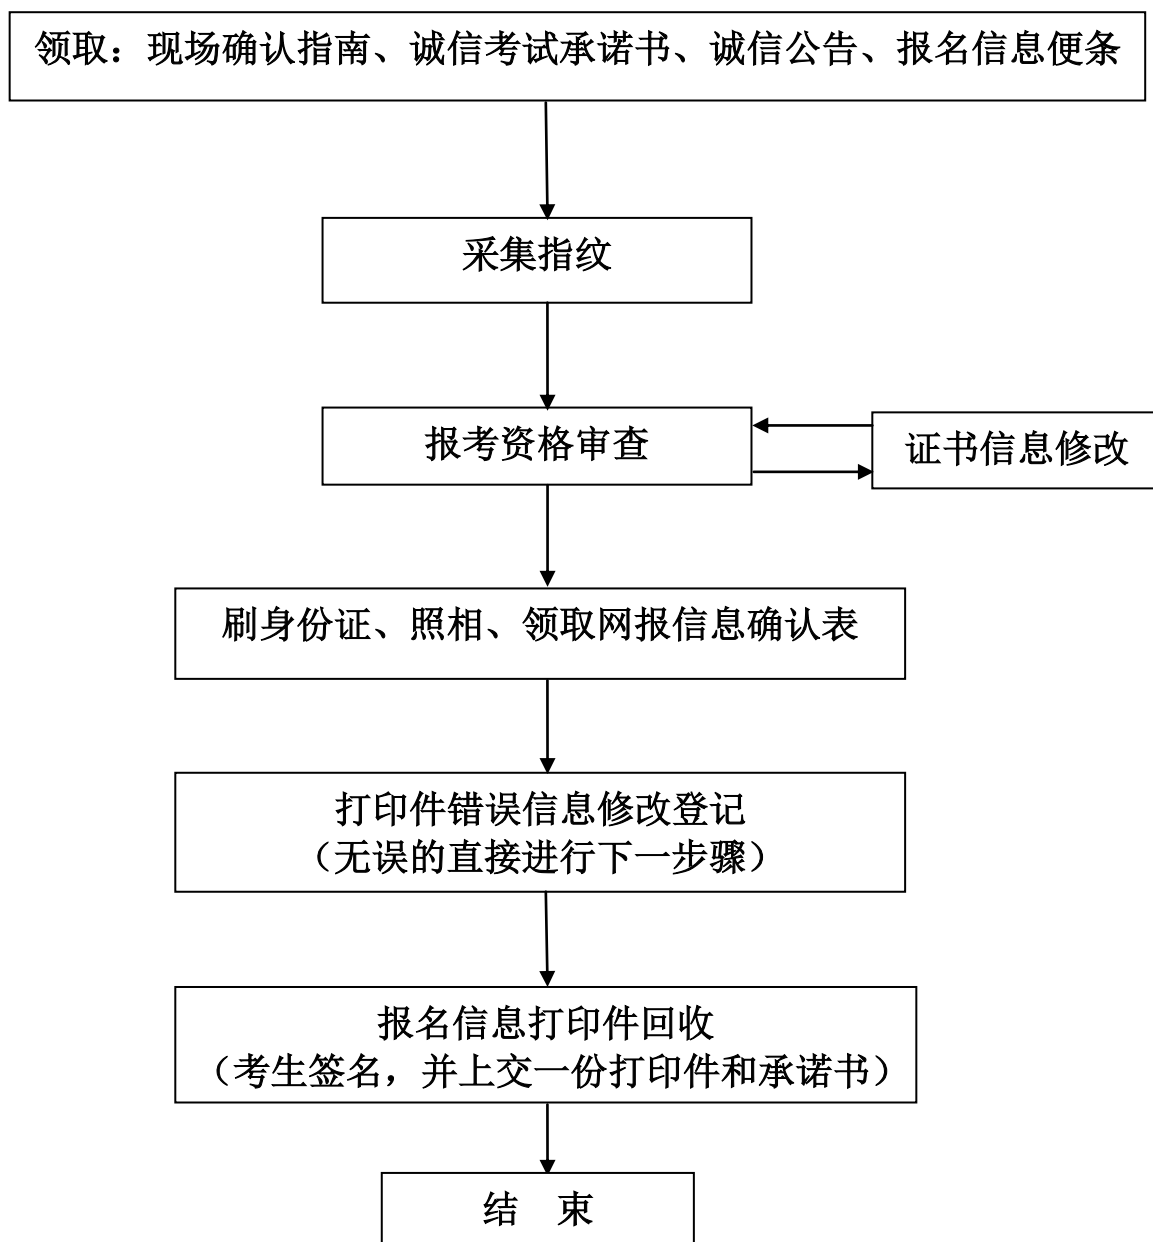 领取：现场确认指南、诚信考试承诺书、诚信公告、报名信息便条
采集指纹
报考资格审查
证书信息修改
刷身份证、照相、领取网报信息确认表
打印件错误信息修改登记
（无误的直接进行下一步骤）
报名信息打印件回收
（考生签名，并上交一份打印件和承诺书）
结　束